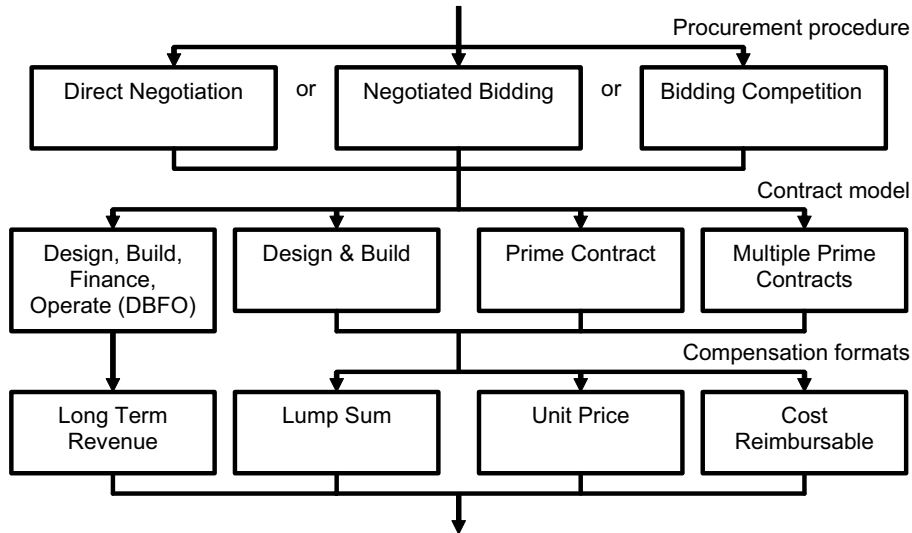 Procurement procedure
Direct Negotiation
or
Negotiated Bidding
or
Bidding Competition
Contract model
Design, Build,
Finance,
Operate (DBFO)
Design & Build
Prime Contract
Multiple Prime
Contracts
Compensation formats
Long Term
Revenue
Lump Sum
Unit Price
Cost
Reimbursable